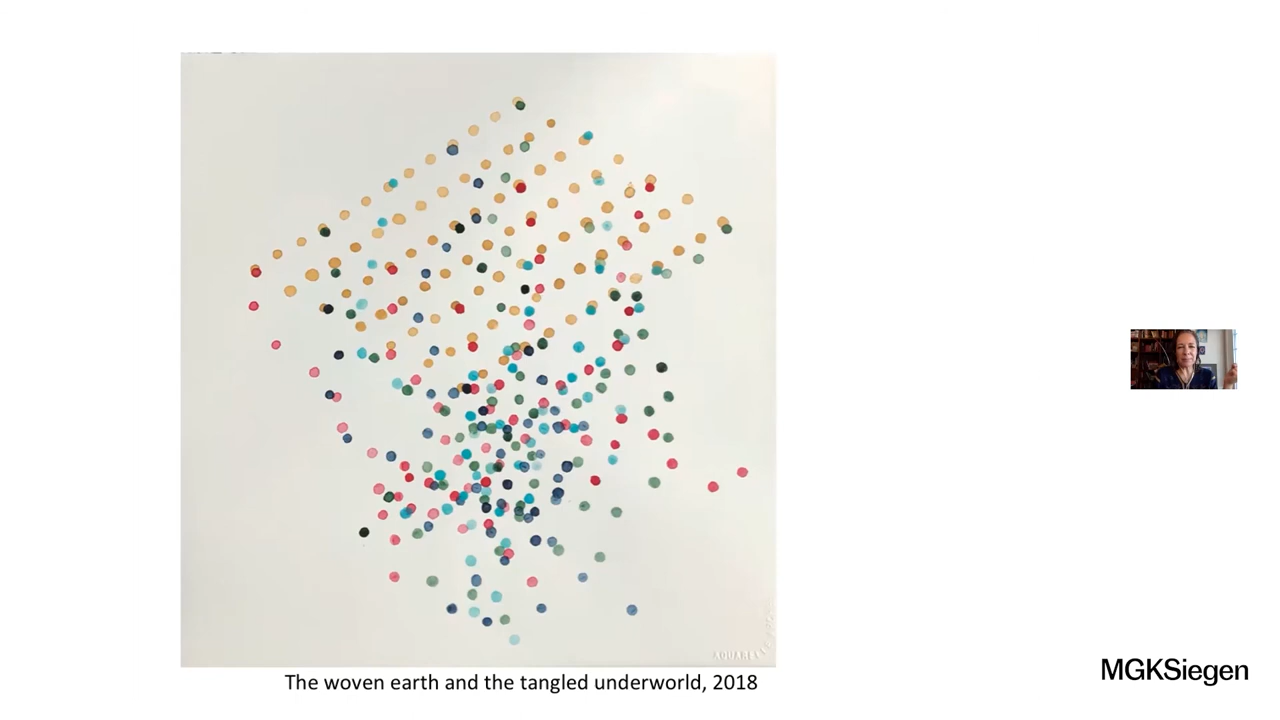 The woven earth and the tangled underworld, 2018
MGKSiegen